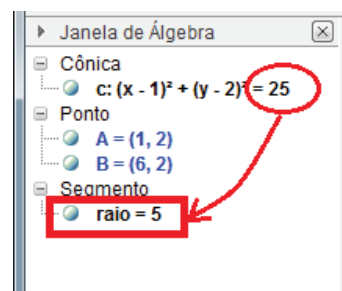 Janela de Álgebra
Cônica
c: (x - 1)² + (y - 2)² = 25
Ponto
A = (1, 2)
B = (6, 2)
Segmento
raio = 5